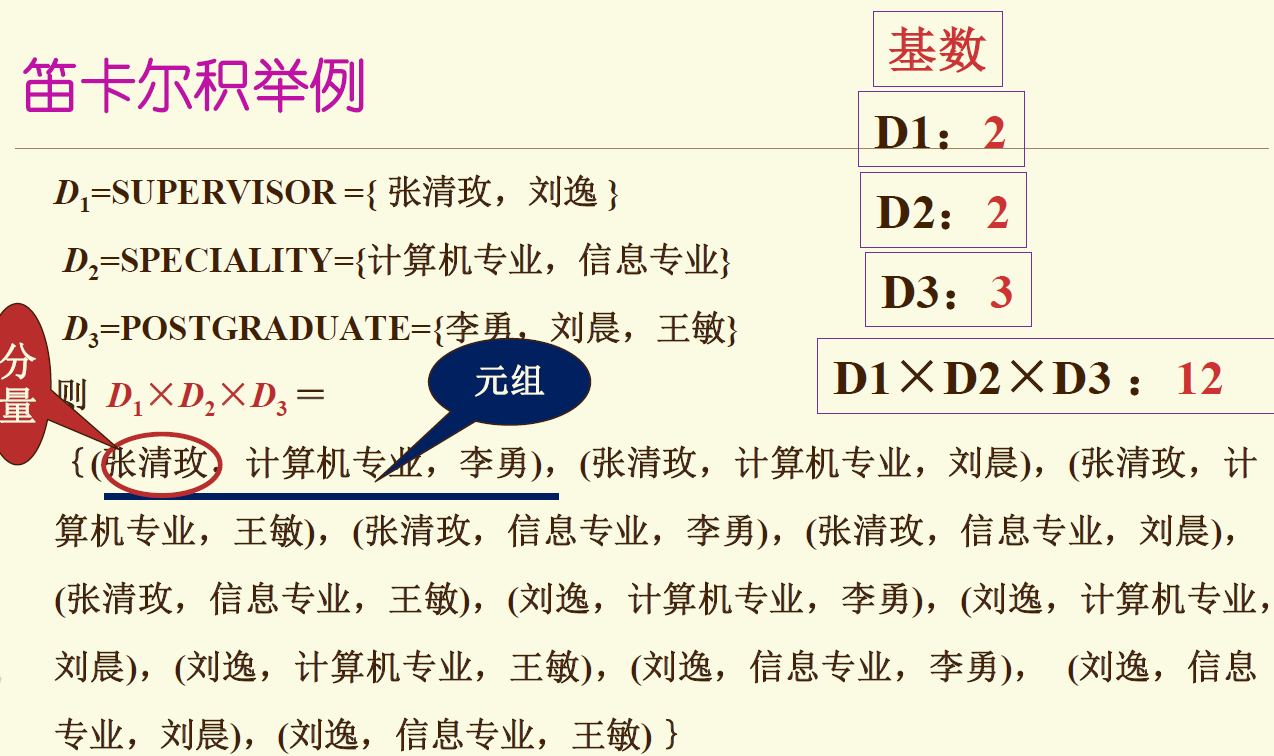 笛卡尔积举例
基数
D1：2
D2：2
D3：3
D1×D2×D3：12
D1=SUPERVISOR ={ 张清玫，刘逸 }
D2=SPECIALITY={计算机专业，信息专业}
D3=POSTGRADUATE={李勇，刘晨，王敏}
则 D1×D2×D3＝
分量
元组
｛(张清玫，计算机专业，李勇)，(张清玫，计算机专业，刘晨)，(张清玫，计
算机专业，王敏)，(张清玫，信息专业，李勇)，(张清玫，信息专业，刘晨)，
(张清玫，信息专业，王敏)，(刘逸，计算机专业，李勇)，(刘逸，计算机专业，
刘晨)，(刘逸，计算机专业，王敏)，(刘逸，信息专业，李勇)， (刘逸，信息
专业，刘晨)，(刘逸，信息专业，王敏) ｝